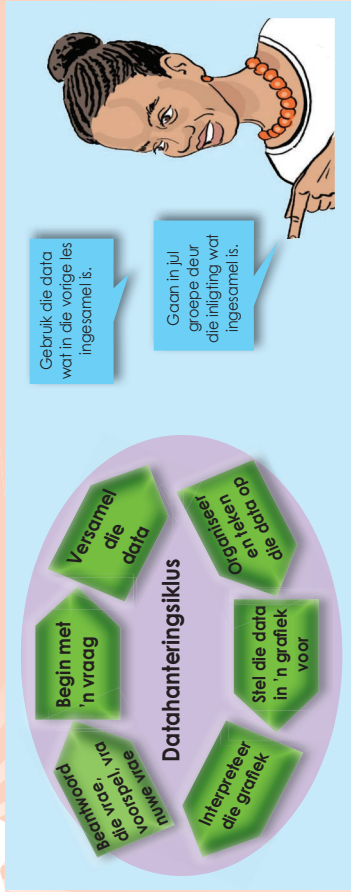 Datahanteringsiklus
Begin met
'n vraag
Versamel
die
data
Organiseer
en teken
die data op
Stel die data
in 'n grafiek
voor
Interpreteer
die grafiek
Beantwoord
die vrae,
voorspel, vra
nuwe vrae
Gebruik die data
wat in die vorige les
ingesamel is.
Gaan in jul
groepe deur
die inligting wat
ingesamel is.